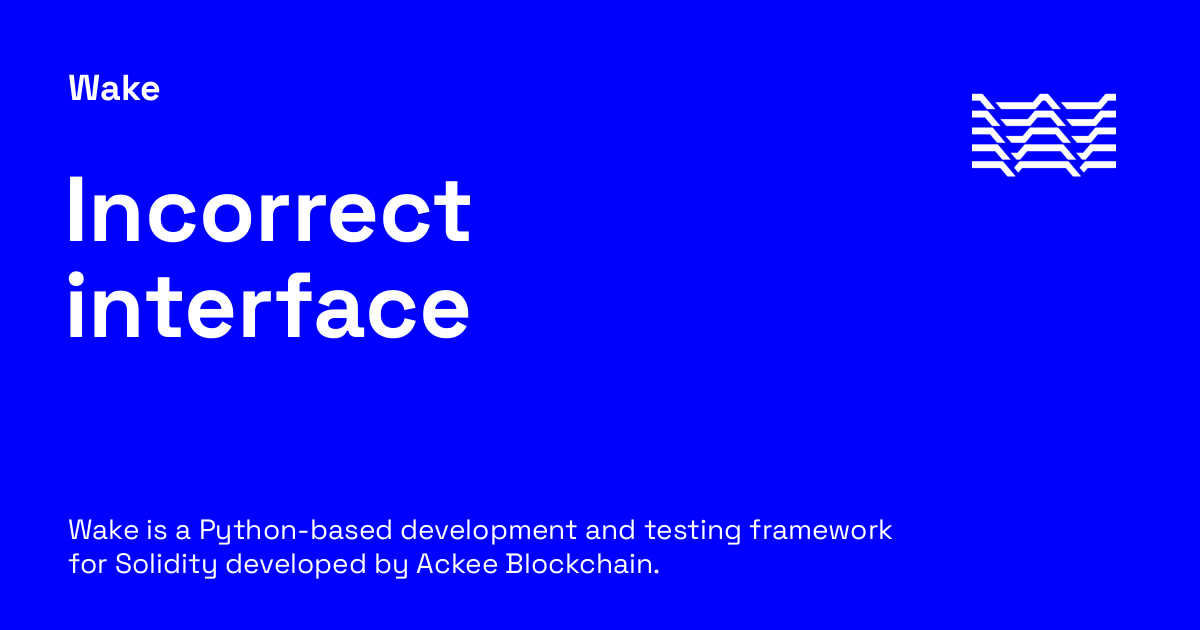 Wake
Incorrect
interface
Wake is a Python-based development and testing framework
for Solidity developed by Ackee Blockchain.